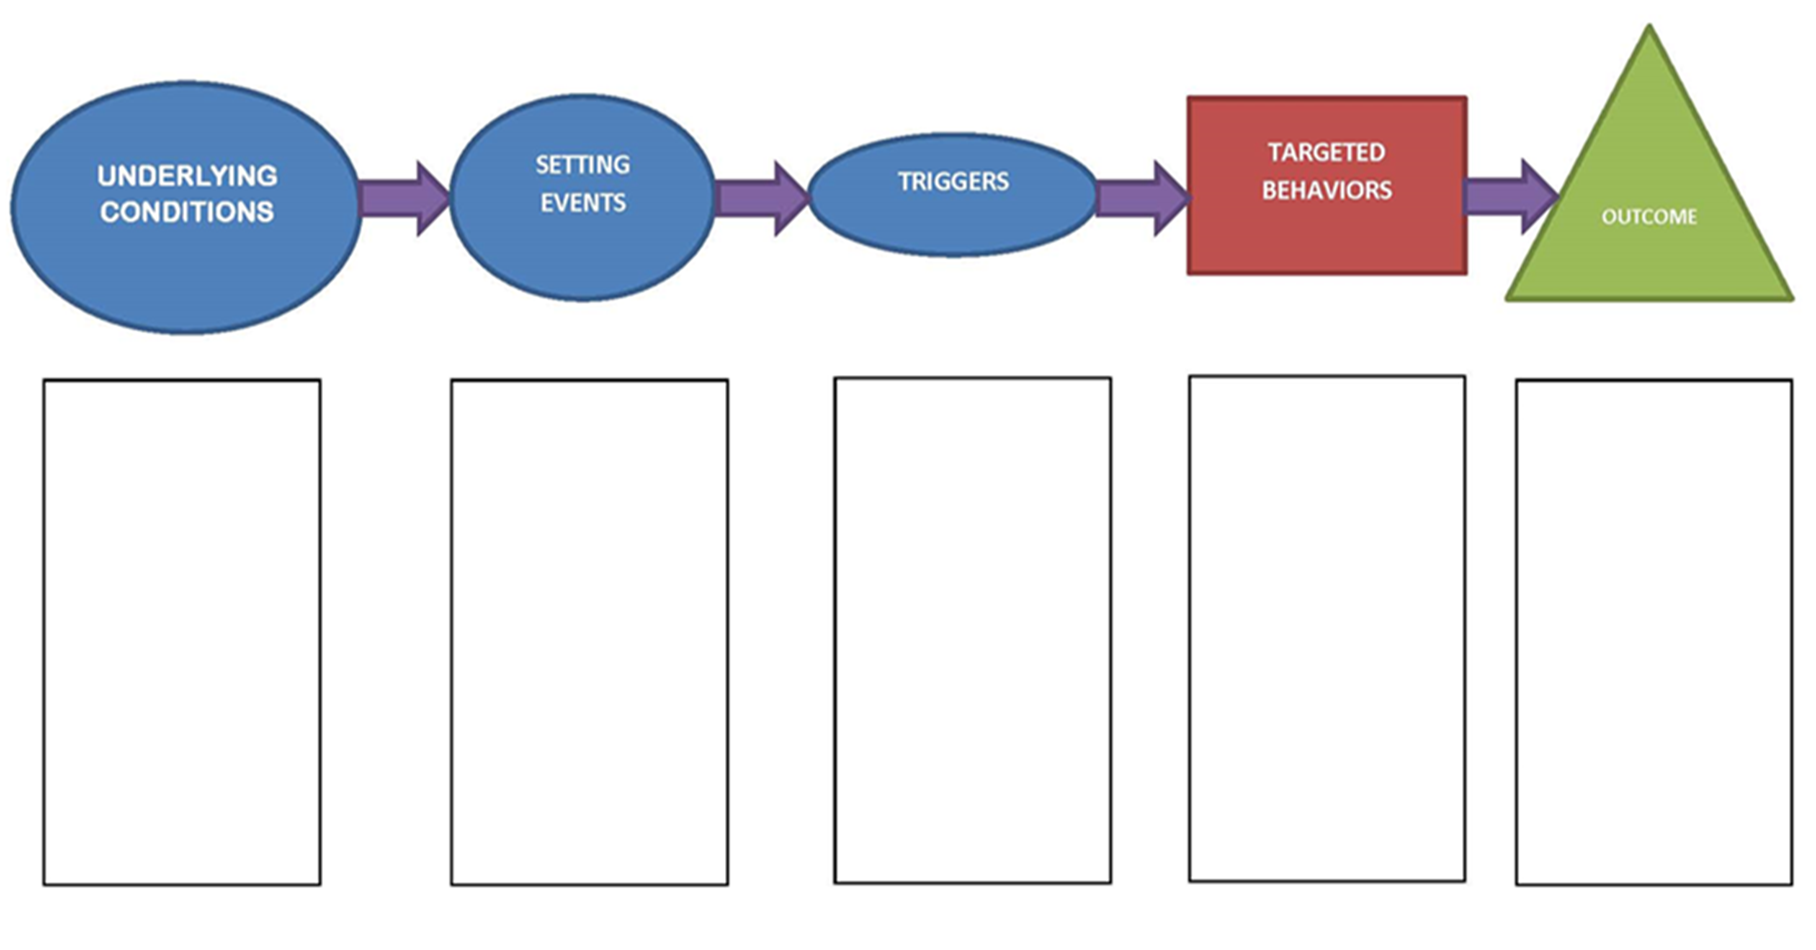 UNDERLYING
CONDITIONS
SETTING
EVENTS
TRIGGERS
TARGETED
BEHAVIORS
OUTCOME